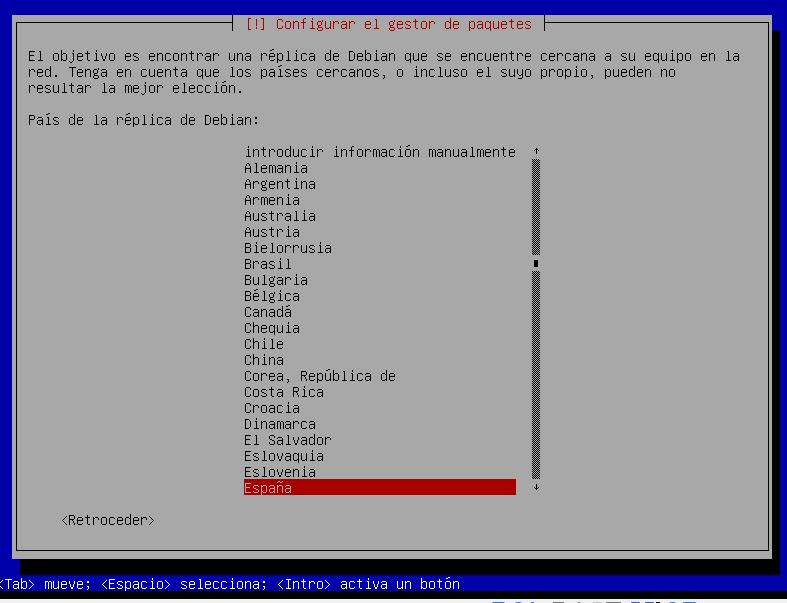 [!] Configurar el gestor de paquetes
El objetivo es encontrar una réplica de Debian que se encuentre cercana a su equipo en la
red. Tenga en cuenta que los países cercanos, o incluso el suyo propio, pueden no
resultar la mejor elección.
País de la réplica de Debian:
introducir información manualmente
Alemania
Argentina
Armenia
Australia
Austria
Bielorrusia
Brasil
Bulgaria
Bélgica
Canadá
Chequia
Chile
China
Corea, República de
Costa Rica
Croacia
Dinamarca
El Salvador
Eslovaquia
Eslovenia
España
<Retroceder>
<Tab> mueve; <Espacio> selecciona; <Intro> activa un botón